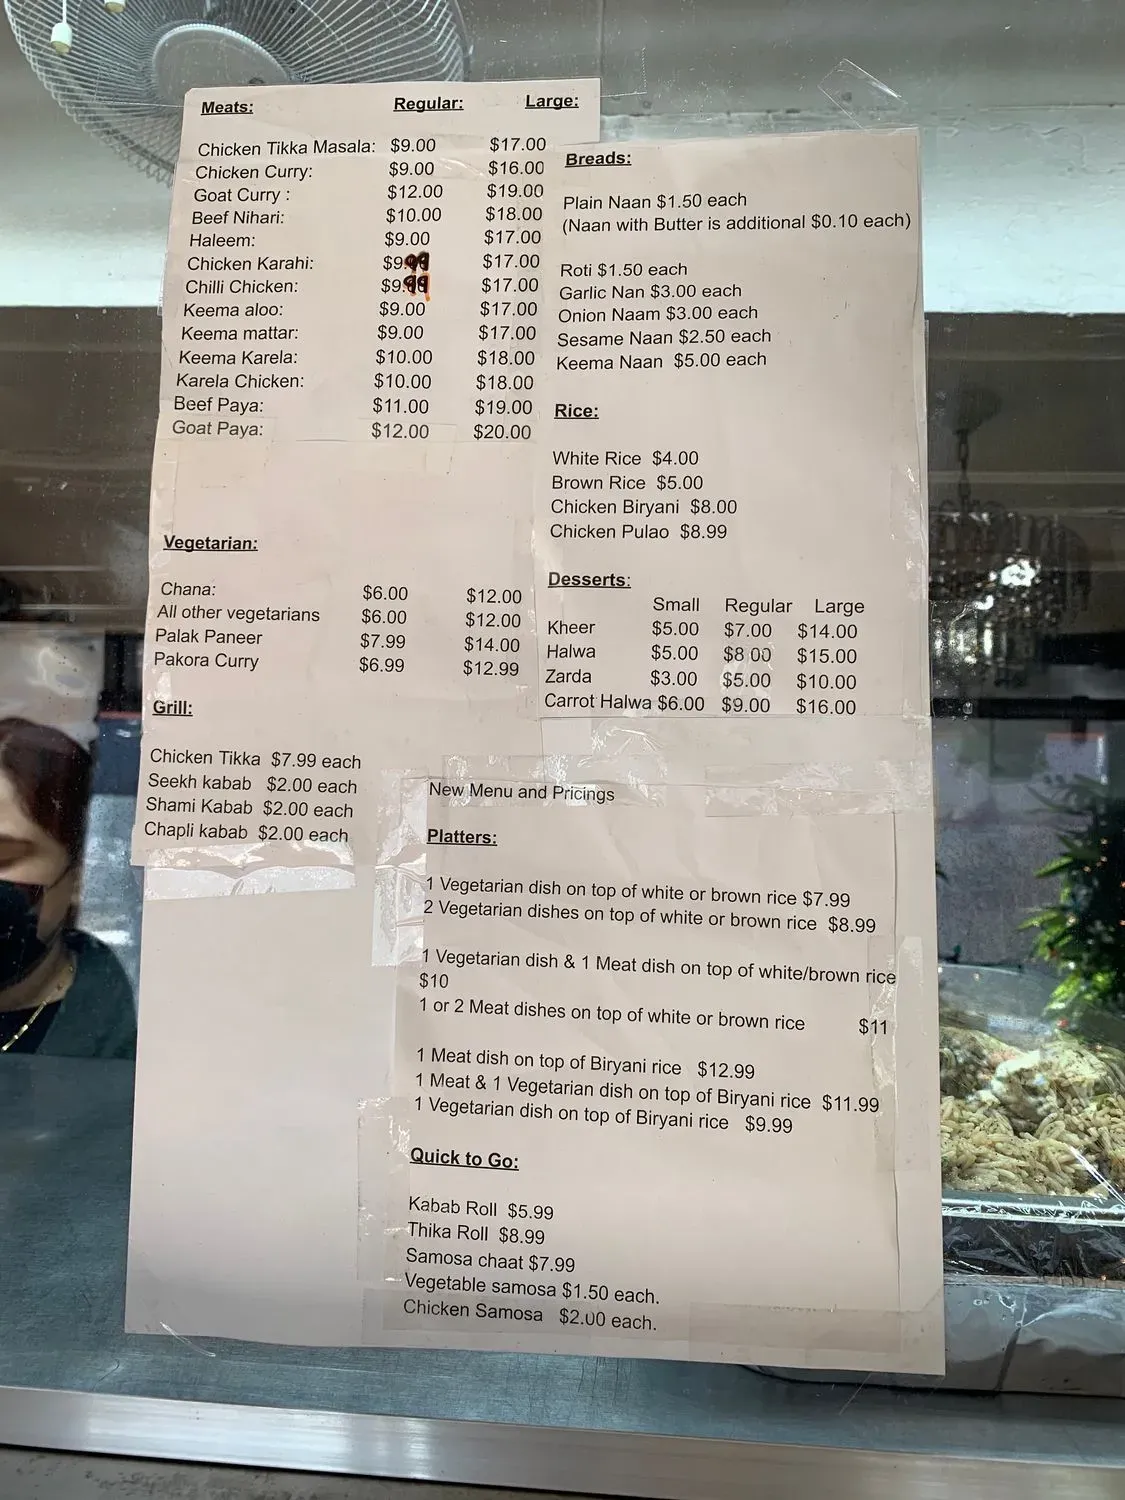 Meats: Regular: Large:
Chicken Tikka Masala: $9.00 $17.00
Chicken Curry: $9.00 $16.00
Goat Curry : $12.00 $19.00
Beef Nihari: $10.00 $18.00
Haleem: $9.00 $17.00
Chicken Karahi: $9.99 $17.00
Chilli Chicken: $9.99 $17.00
Keema aloo: $9.00 $17.00
Keema mattar: $9.00 $17.00
Keema Karela: $10.00 $18.00
Karela Chicken: $10.00 $18.00
Beef Paya: $11.00 $19.00
Goat Paya: $12.00 $20.00
Vegetarian:
Chana: $6.00 $12.00
All other vegetarians $6.00 $12.00
Palak Paneer $7.99 $14.00
Pakora Curry $6.99 $12.99
Grill:
Chicken Tikka $7.99 each
Seekh kabab $2.00 each
Shami Kabab $2.00 each
Chapli kabab $2.00 each
Breads:
Plain Naan $1.50 each
(Naan with Butter is additional $0.10 each)
Roti $1.50 each
Garlic Nan $3.00 each
Onion Naam $3.00 each
Sesame Naan $2.50 each
Keema Naan $5.00 each
Rice:
White Rice $4.00
Brown Rice $5.00
Chicken Biryani $8.00
Chicken Pulao $8.99
Desserts:
Small Regular Large
Kheer $5.00 $7.00 $14.00
Halwa $5.00 $8.00 $15.00
Zarda $3.00 $5.00 $10.00
Carrot Halwa $6.00 $9.00 $16.00
New Menu and Pricings
Platters:
1 Vegetarian dish on top of white or brown rice $7.99
2 Vegetarian dishes on top of white or brown rice $8.99
1 Vegetarian dish & 1 Meat dish on top of white/brown rice
$10
1 or 2 Meat dishes on top of white or brown rice $11
1 Meat dish on top of Biryani rice $12.99
1 Meat & 1 Vegetarian dish on top of Biryani rice $11.99
1 Vegetarian dish on top of Biryani rice $9.99
Quick to Go:
Kabab Roll $5.99
Thika Roll $8.99
Samosa chaat $7.99
Vegetable samosa $1.50 each.
Chicken Samosa $2.00 each.